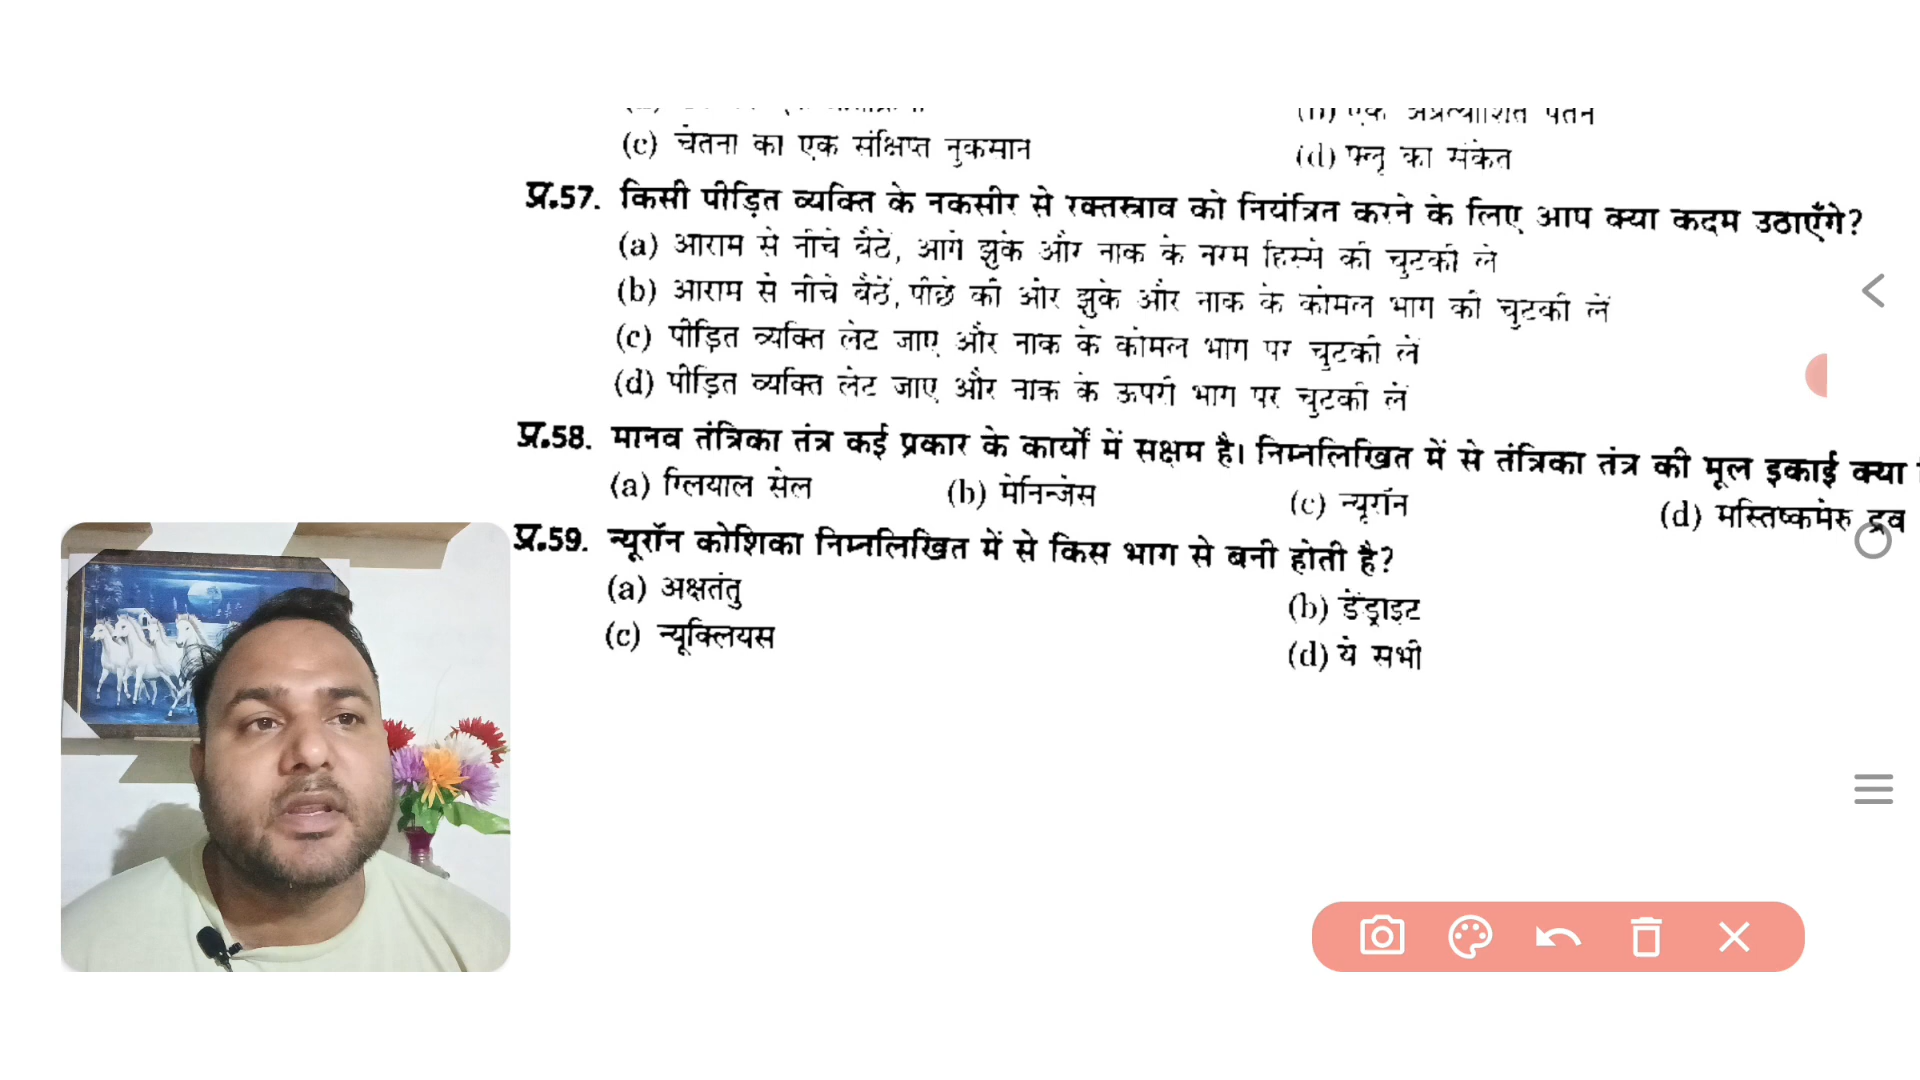 (c) चेतना का एक संक्षिप्त नुकसान (d) फ्लू का संकेत
प्र.57. किसी पीड़ित व्यक्ति के नकसीर से रक्तस्त्राव को नियंत्रित करने के लिए आप क्या कदम उठाएँगे?
(a) आराम से नीचे बैठें, आगे झुके और नाक के नरम हिस्से की चुटकी ले
(b) आराम से नीचे बैठें, पीछे की ओर झुके और नाक के कोमल भाग की चुटकी लें
(c) पीड़ित व्यक्ति लेट जाए और नाक के कोमल भाग पर चुटकी लें
(d) पीड़ित व्यक्ति लेट जाए और नाक के ऊपरी भाग पर चुटकी लें
प्र.58. मानव तंत्रिका तंत्र कई प्रकार के कार्यों में सक्षम है। निम्नलिखित में से तंत्रिका तंत्र की मूल इकाई क्या
(a) ग्लियाल सेल (b) मेनिन्जेस (c) न्यूरॉन (d) मस्तिष्कमेरु द्रव
प्र.59. न्यूरॉन कोशिका निम्नलिखित में से किस भाग से बनी होती है?
(a) अक्षतंतु (b) डेंड्राइट
(c) न्यूक्लियस (d) ये सभी